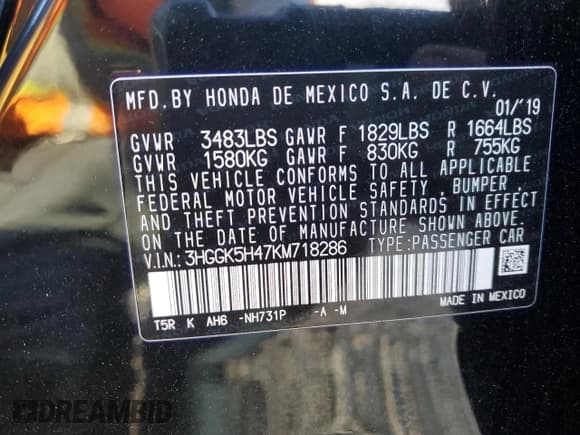 MFD.BY HONDA DE MEXICO S.A. DE C.V.
01/'19
GVWR 3483LBS GAWR F 1829LBS R 1664LBS
GVWR 1580KG GAWR F 830KG R 755KG
THIS VEHICLE CONFORMS TO ALL APPLICABLE
FEDERAL MOTOR VEHICLE SAFETY, BUMPER,
AND THEFT PREVENTION STANDARDS IN EFFECT
ON THE DATE OF MANUFACTURE SHOWN ABOVE.
V.I.N.: 3HGGK5H47KM718286 TYPE:PASSENGER CAR
T5R K AH6 -NH731P -A -M
MADE IN MEXICO
DREAMBID